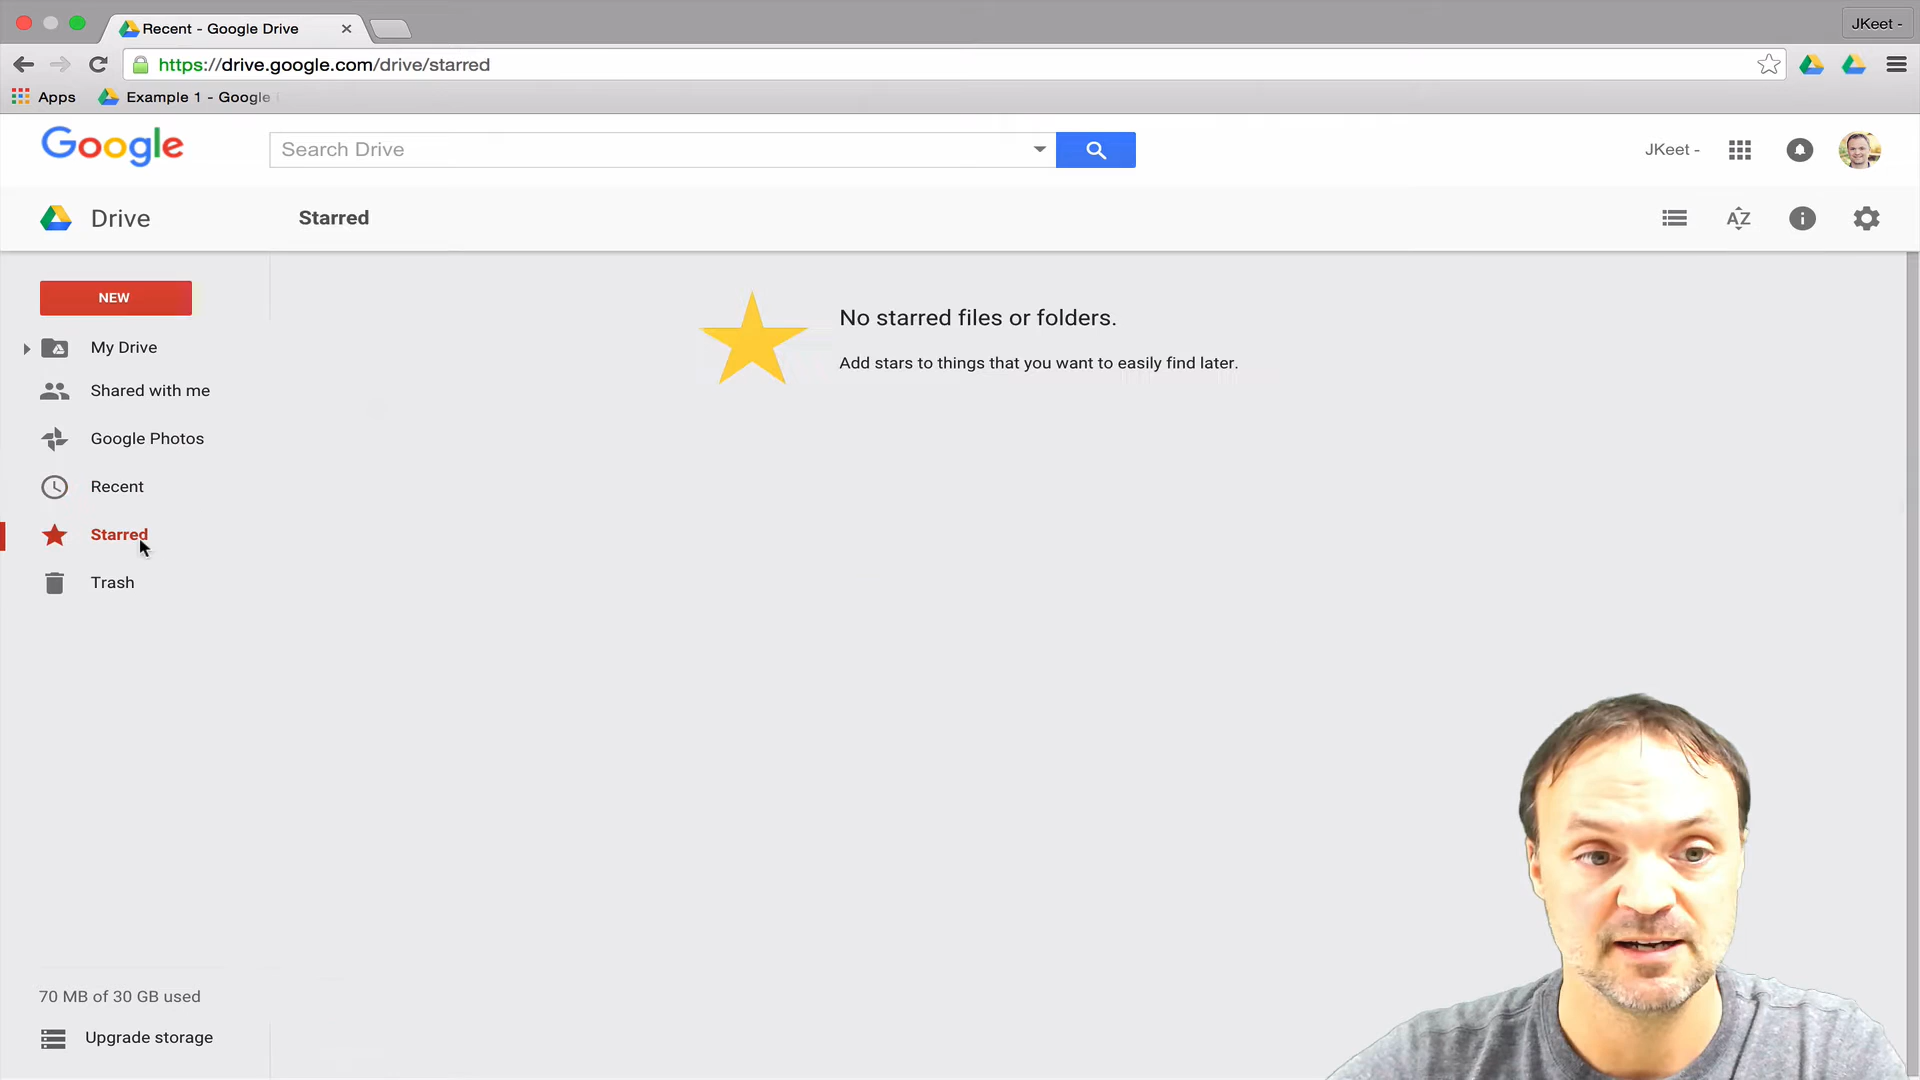 Recent - Google Drive
JKeet -
https://drive.google.com/drive/starred
Apps
Example 1 - Google
Google
Search Drive
JKeet -
Drive
Starred
AZ
NEW
No starred files or folders.
Add stars to things that you want to easily find later.
My Drive
Shared with me
Google Photos
Recent
Starred
Trash
70 MB of 30 GB used
Upgrade storage